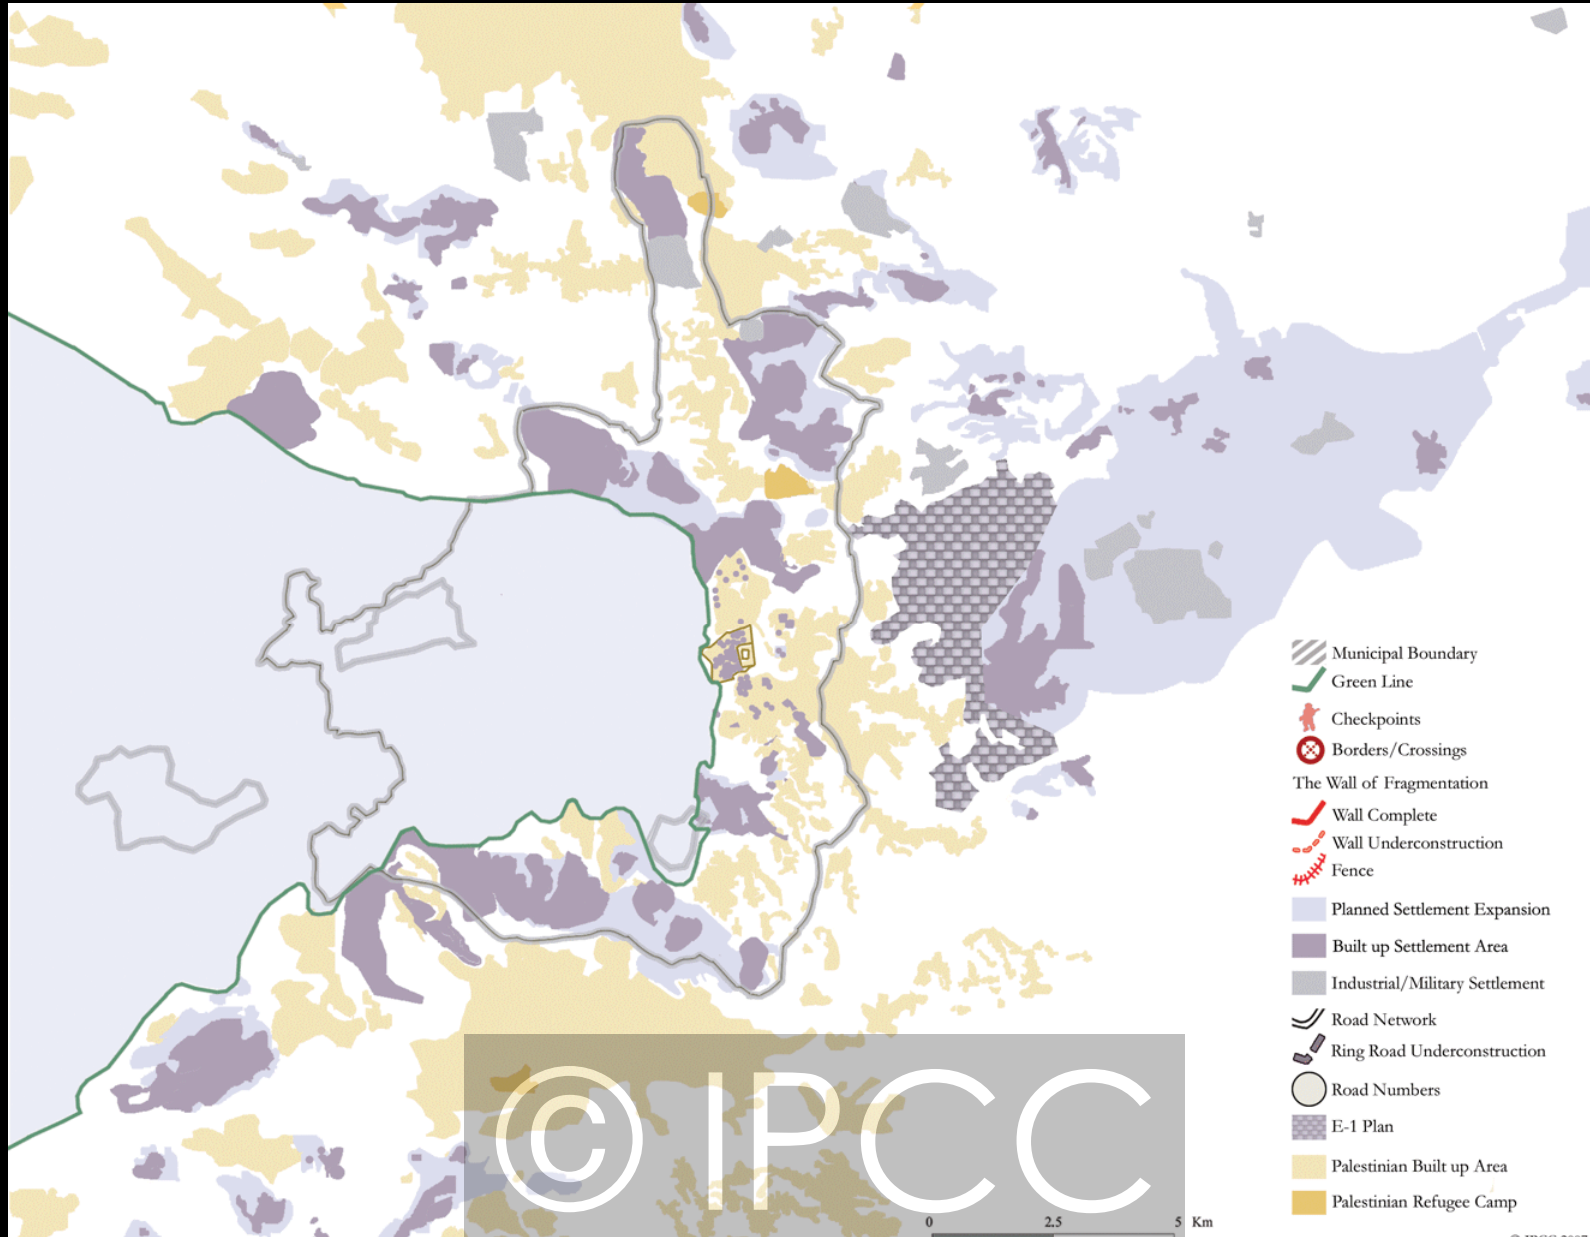 Municipal Boundary
Green Line
Checkpoints
Borders/Crossings
The Wall of Fragmentation
Wall Complete
Wall Underconstruction
Fence
Planned Settlement Expansion
Built up Settlement Area
Industrial/Military Settlement
Road Network
Ring Road Underconstruction
Road Numbers
E-1 Plan
Palestinian Built up Area
Palestinian Refugee Camp
© IPCC
0 2.5 5 Km